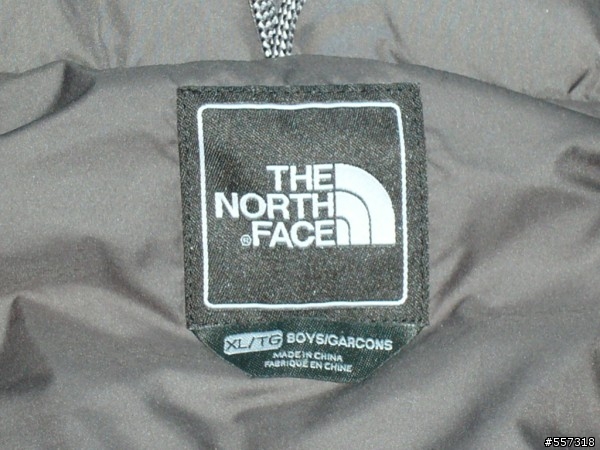 THE
NORTH
® FACE
XL/TG BOYS/GARCONS
MADE IN CHINA
FABRIQUÉ EN CHINE
#557318